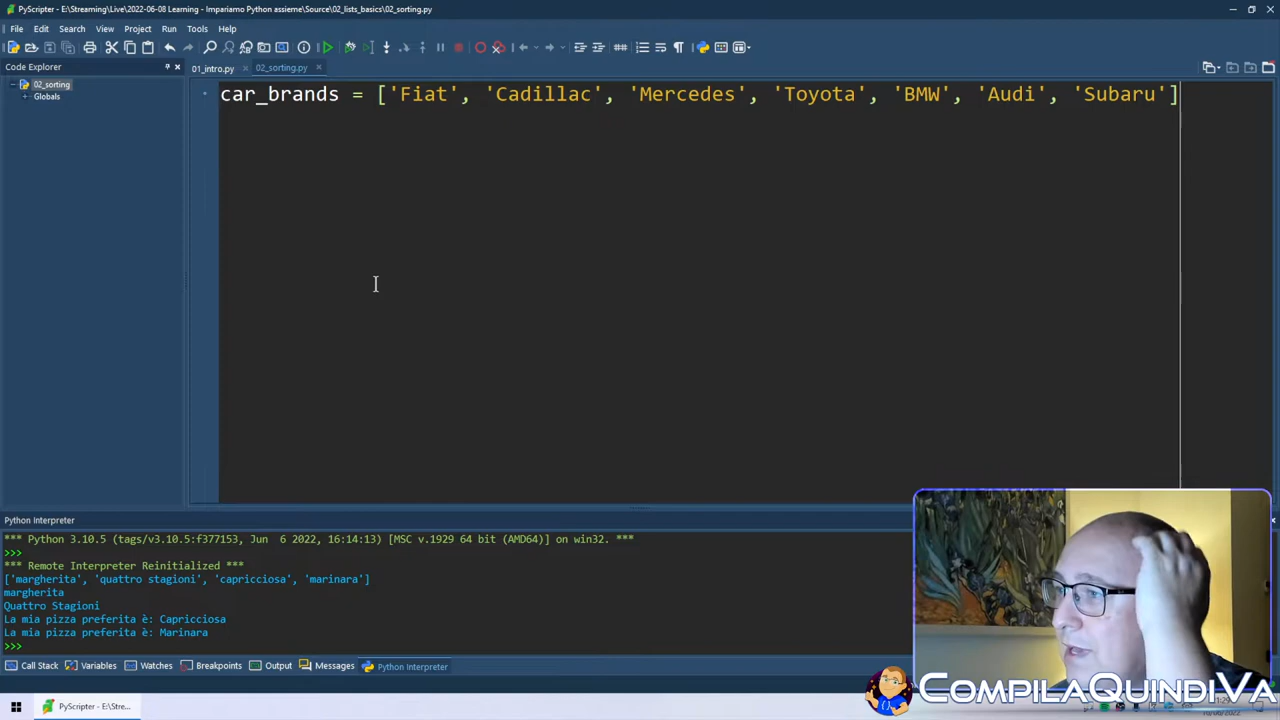 PyScripter - E:\Streaming\Live\2022-06-08 Learning - Impariamo Python assieme\Source\02_lists_basics\02_sorting.py
File Edit Search View Project Run Tools Help
Code Explorer
01_intro.py 02_sorting.py
02_sorting
Globals
car_brands = ['Fiat', 'Cadillac', 'Mercedes', 'Toyota', 'BMW', 'Audi', 'Subaru']
Python Interpreter
*** Python 3.10.5 (tags/v3.10.5:f377153, Jun  6 2022, 16:14:13) [MSC v.1929 64 bit (AMD64)] on win32. ***
>>>
*** Remote Interpreter Reinitialized ***
['margherita', 'quattro stagioni', 'capricciosa', 'marinara']
margherita
Quattro Stagioni
La mia pizza preferita è: Capricciosa
La mia pizza preferita è: Marinara
>>>
Call Stack Variables Watches Breakpoints Output Messages Python Interpreter
COMPILAQUINDIVA
PyScripter - E:\Stre...